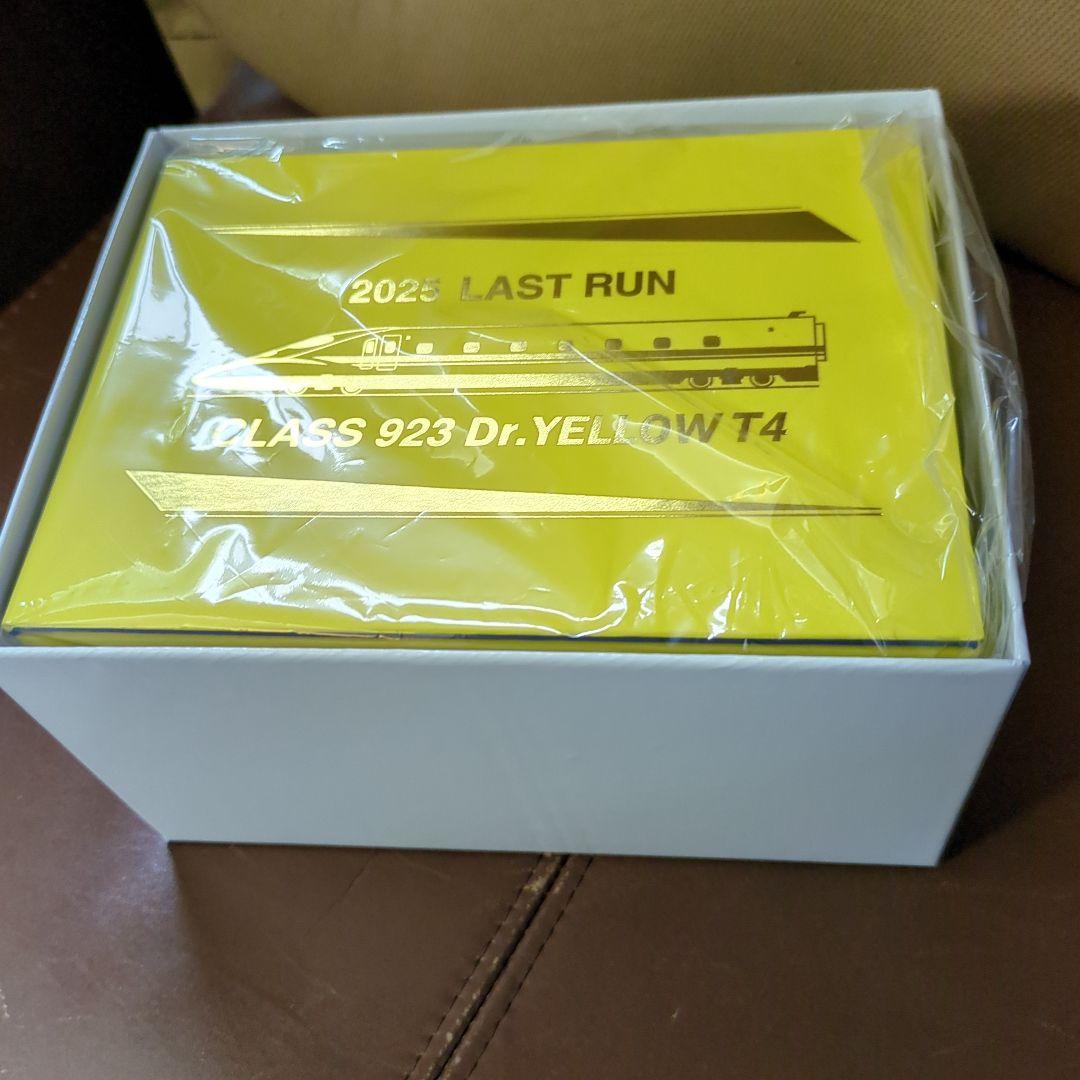 2025 LAST RUN
CLASS 923 Dr.YELLOW T4